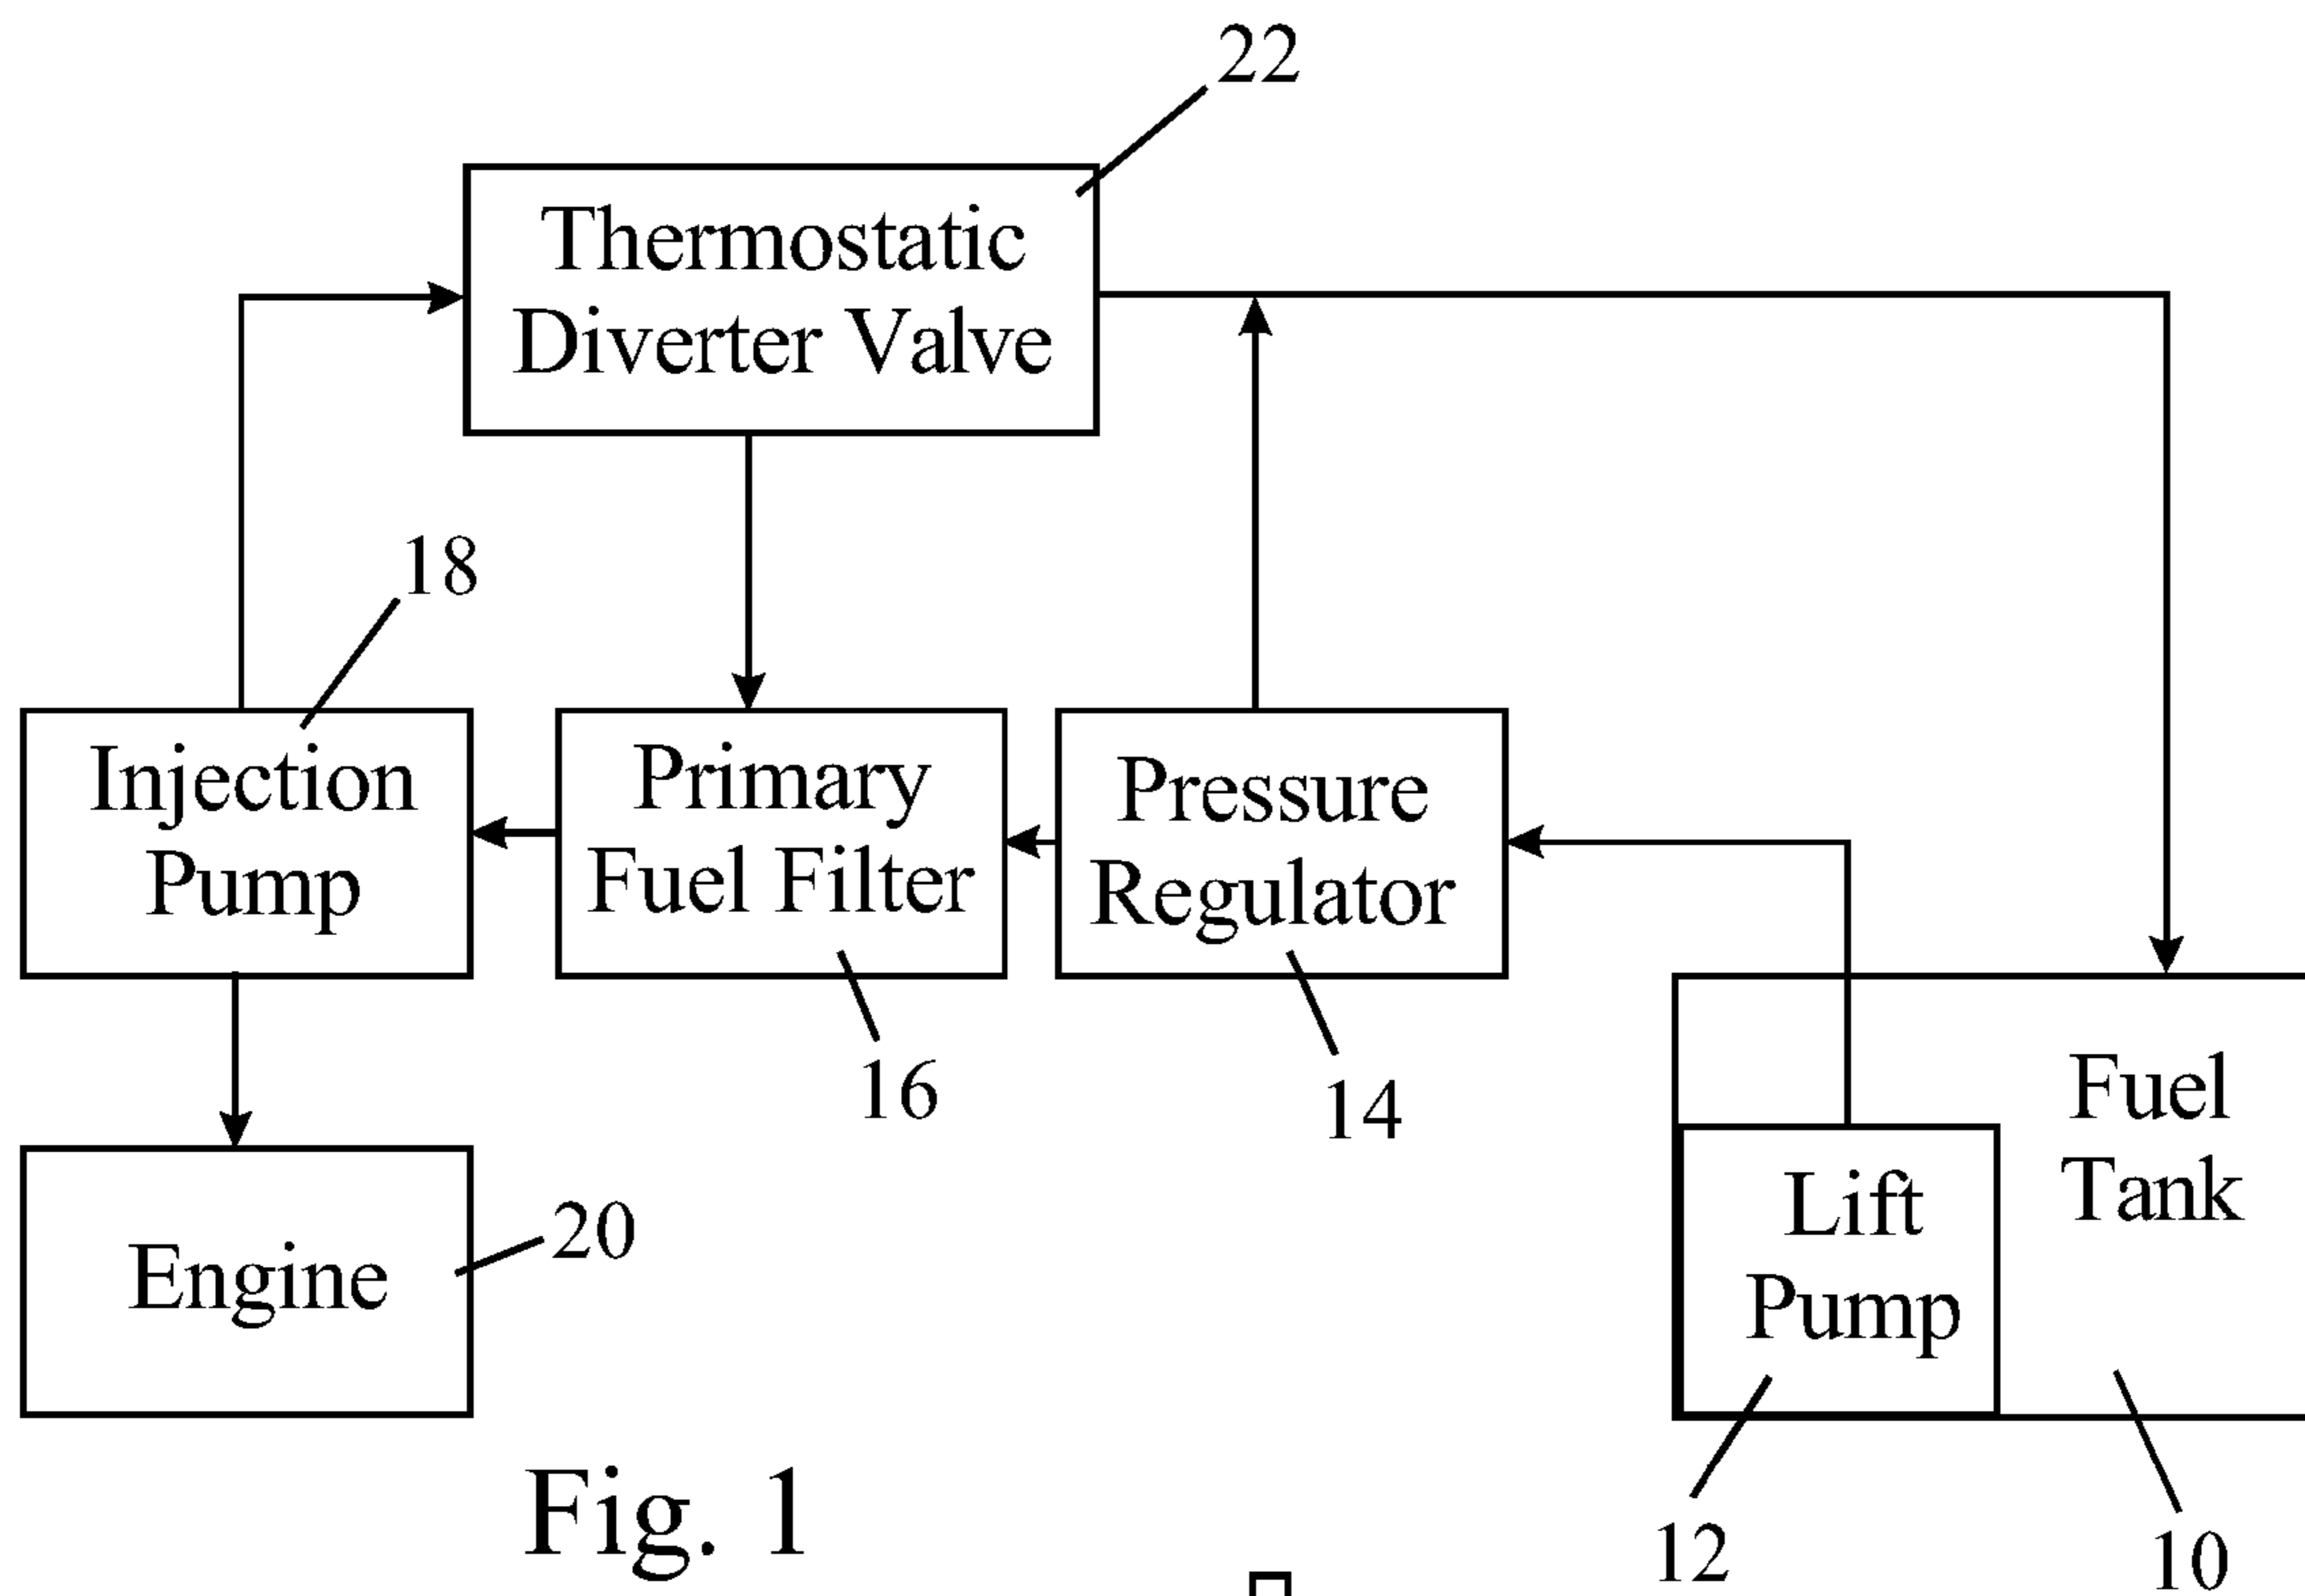 22
Thermostatic
Diverter Valve
18
Injection
Pump
Primary
Fuel Filter
Pressure
Regulator
16
14
Fuel
Tank
Lift
Pump
20
Engine
12
10
Fig. 1